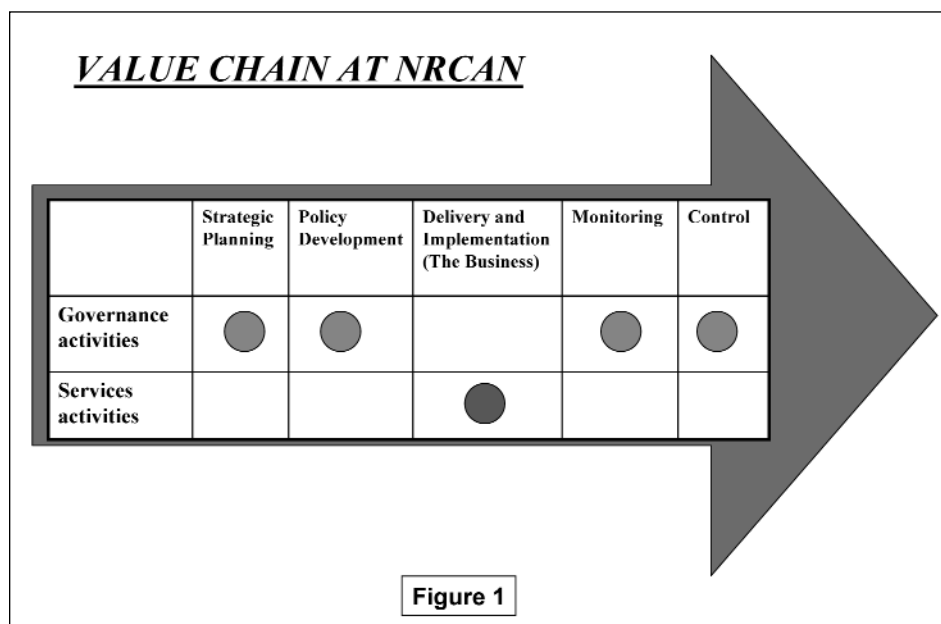 VALUE CHAIN AT NRCAN
Strategic Planning
Policy Development
Delivery and Implementation (The Business)
Monitoring
Control
Governance activities
Services activities
Figure 1